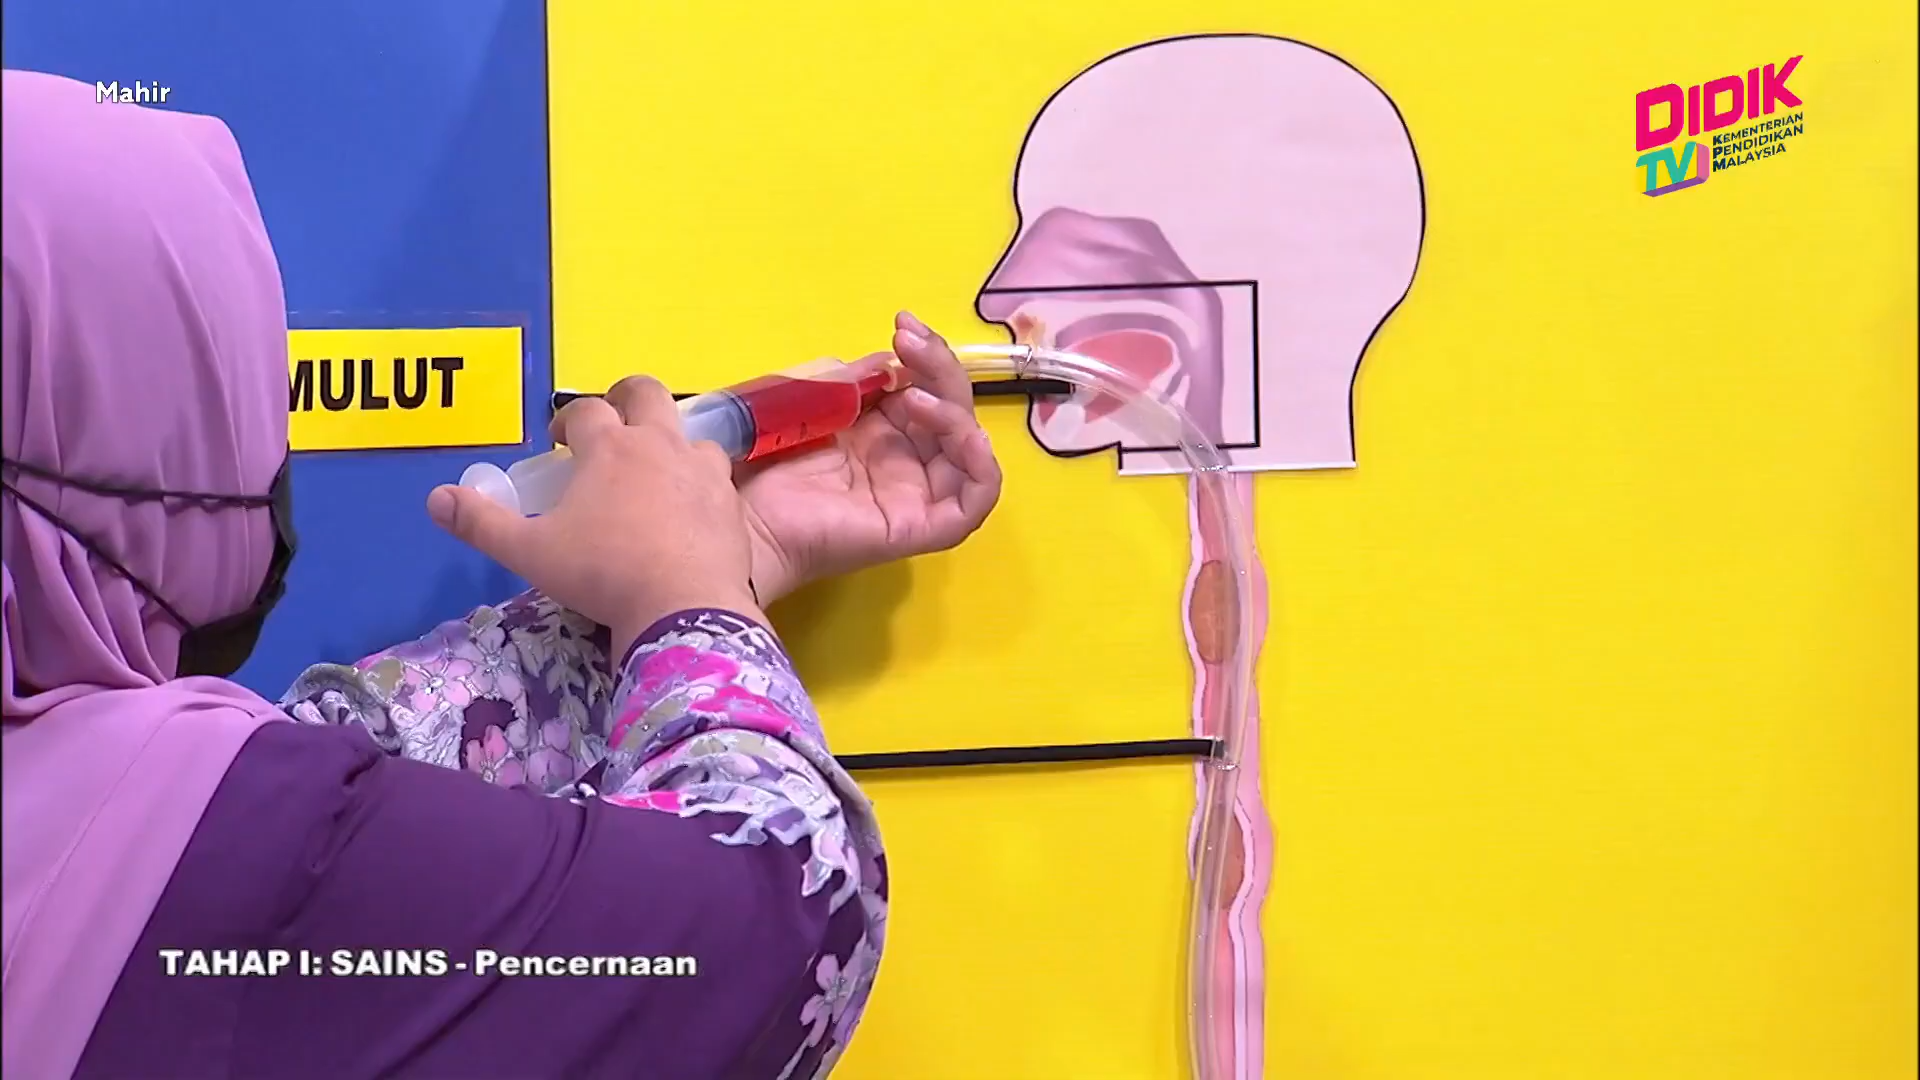 Mahir
DIDIK
TV
KEMENTERIAN
PENDIDIKAN
MALAYSIA
MULUT
TAHAP I: SAINS - Pencernaan